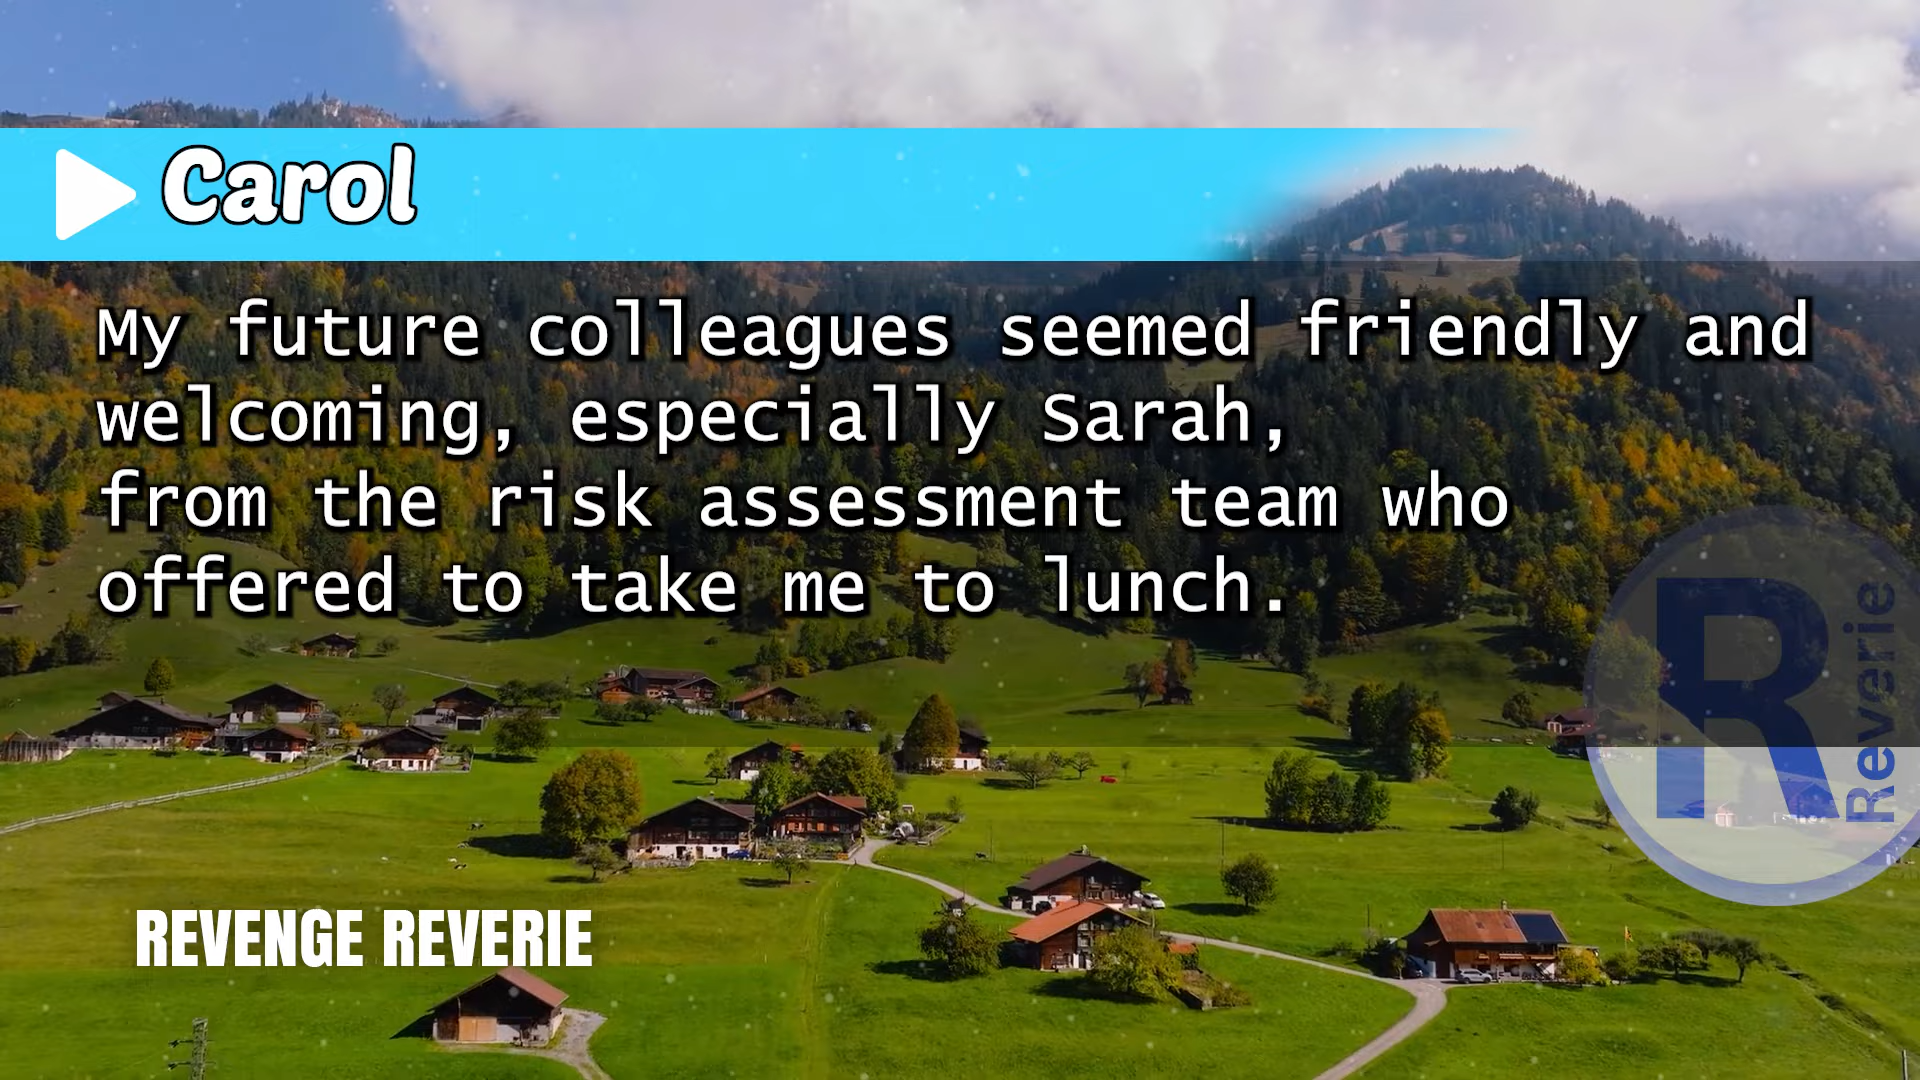 Carol
My future colleagues seemed friendly and
welcoming, especially Sarah,
from the risk assessment team who
offered to take me to lunch.
R
Reverie
REVENGE REVERIE